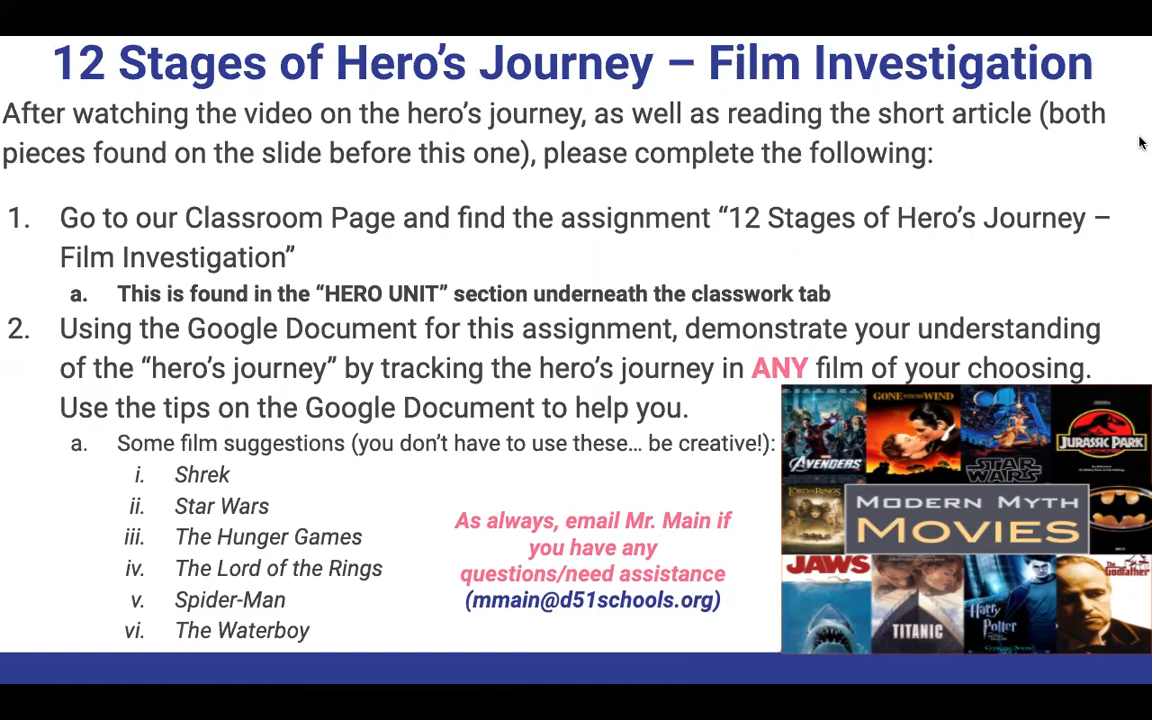 12 Stages of Hero's Journey – Film Investigation
After watching the video on the hero's journey, as well as reading the short article (both
pieces found on the slide before this one), please complete the following:
1. Go to our Classroom Page and find the assignment “12 Stages of Hero's Journey –
Film Investigation”
a. This is found in the “HERO UNIT” section underneath the classwork tab
2. Using the Google Document for this assignment, demonstrate your understanding
of the “hero's journey” by tracking the hero's journey in ANY film of your choosing.
Use the tips on the Google Document to help you.
a. Some film suggestions (you don't have to use these... be creative!):
i. Shrek
ii. Star Wars
iii. The Hunger Games
iv. The Lord of the Rings
v. Spider-Man
vi. The Waterboy
As always, email Mr. Main if
you have any
questions/need assistance
(mmain@d51schools.org)
AVENGERS
GONE WITH THE WIND
STAR WARS
JURASSIC PARK
MODERN MYTH
MOVIES
JAWS
TITANIC
Harry Potter
The Godfather